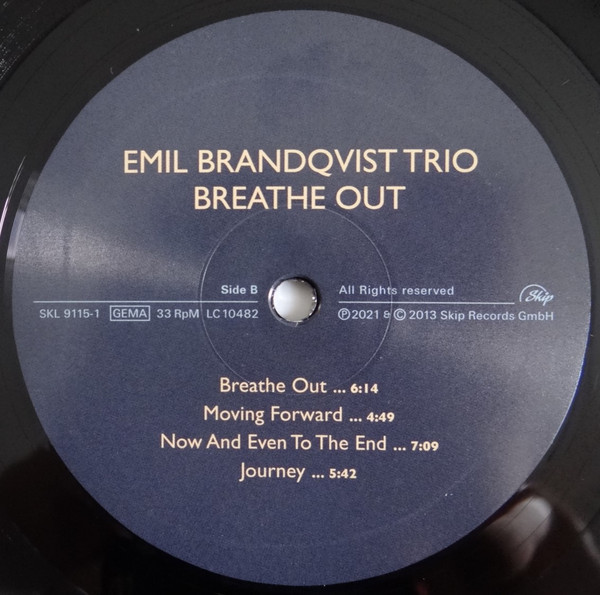 EMIL BRANDQVIST TRIO
BREATHE OUT
Side B
All Rights reserved
Skip
SKL 9115-1 GEMA 33 RpM LC 10482
℗ 2021 & © 2013 Skip Records GmbH
Breathe Out ... 6:14
Moving Forward ... 4:49
Now And Even To The End ... 7:09
Journey ... 5:42